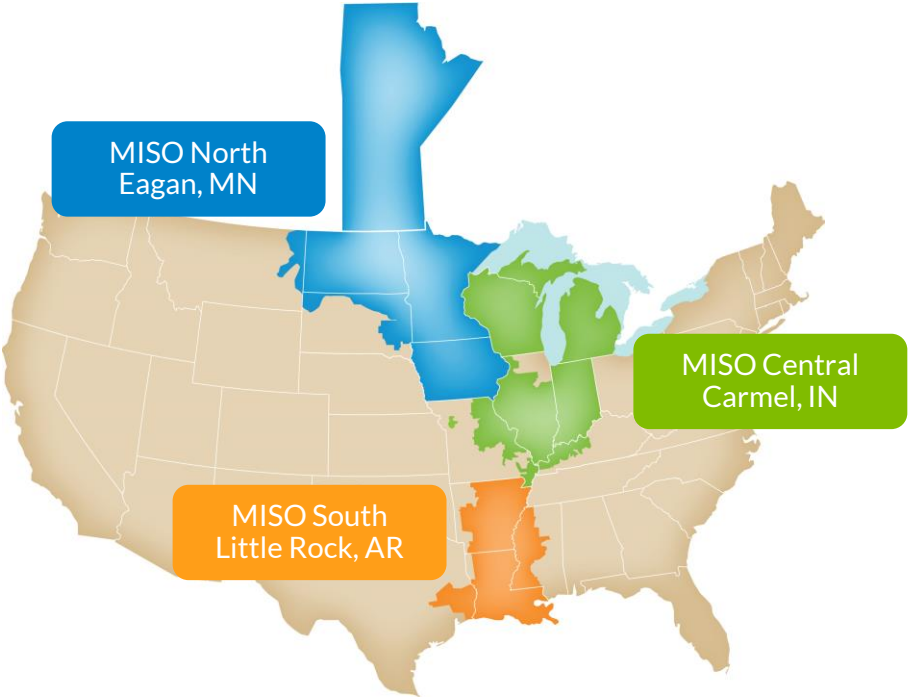 MISO North
Eagan, MN
MISO Central
Carmel, IN
MISO South
Little Rock, AR